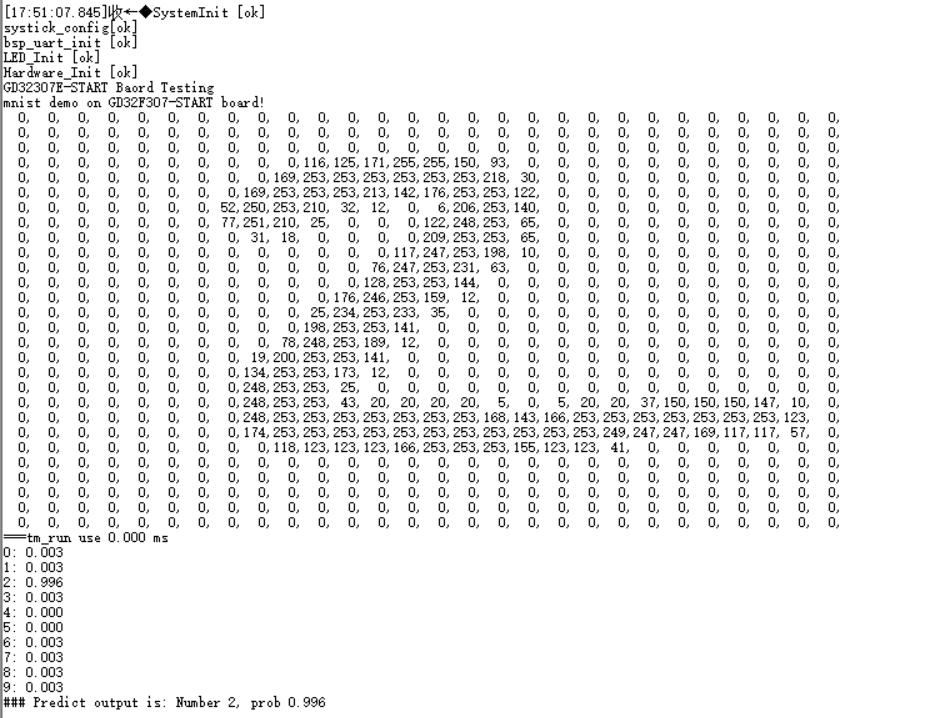 [17:51:07.845]收←◆SystemInit [ok]
systick_config[ok]
bsp_uart_init [ok]
LED_Init [ok]
Hardware_Init [ok]
GD32307E-START Baord Testing
mnist demo on GD32F307-START board!
0, 0, 0, 0, 0, 0, 0, 0, 0, 0, 0, 0, 0, 0, 0, 0, 0, 0, 0, 0, 0, 0, 0, 0, 0, 0, 0, 0,
0, 0, 0, 0, 0, 0, 0, 0, 0, 0, 0, 0, 0, 0, 0, 0, 0, 0, 0, 0, 0, 0, 0, 0, 0, 0, 0, 0,
0, 0, 0, 0, 0, 0, 0, 0, 0, 0, 0, 0, 0, 0, 0, 0, 0, 0, 0, 0, 0, 0, 0, 0, 0, 0, 0, 0,
0, 0, 0, 0, 0, 0, 0, 0, 0, 0,116,125,171,255,255,150, 93, 0, 0, 0, 0, 0, 0, 0, 0, 0, 0, 0,
0, 0, 0, 0, 0, 0, 0, 0, 0,169,253,253,253,253,253,253,218, 30, 0, 0, 0, 0, 0, 0, 0, 0, 0, 0,
0, 0, 0, 0, 0, 0, 0, 0,169,253,253,253,213,142,176,253,253,122, 0, 0, 0, 0, 0, 0, 0, 0, 0, 0,
0, 0, 0, 0, 0, 0, 0, 52,250,253,210, 32, 12, 0, 6,206,253,140, 0, 0, 0, 0, 0, 0, 0, 0, 0, 0,
0, 0, 0, 0, 0, 0, 0, 77,251,210, 25, 0, 0, 0,122,248,253, 65, 0, 0, 0, 0, 0, 0, 0, 0, 0, 0,
0, 0, 0, 0, 0, 0, 0, 0, 31, 18, 0, 0, 0, 0,209,253,253, 65, 0, 0, 0, 0, 0, 0, 0, 0, 0, 0,
0, 0, 0, 0, 0, 0, 0, 0, 0, 0, 0, 0, 0,117,247,253,198, 10, 0, 0, 0, 0, 0, 0, 0, 0, 0, 0,
0, 0, 0, 0, 0, 0, 0, 0, 0, 0, 0, 0, 76,247,253,231, 63, 0, 0, 0, 0, 0, 0, 0, 0, 0, 0, 0,
0, 0, 0, 0, 0, 0, 0, 0, 0, 0, 0, 0,128,253,253,144, 0, 0, 0, 0, 0, 0, 0, 0, 0, 0, 0, 0,
0, 0, 0, 0, 0, 0, 0, 0, 0, 0, 0,176,246,253,159, 12, 0, 0, 0, 0, 0, 0, 0, 0, 0, 0, 0, 0,
0, 0, 0, 0, 0, 0, 0, 0, 0, 0, 25,234,253,233, 35, 0, 0, 0, 0, 0, 0, 0, 0, 0, 0, 0, 0, 0,
0, 0, 0, 0, 0, 0, 0, 0, 0, 0,198,253,253,141, 0, 0, 0, 0, 0, 0, 0, 0, 0, 0, 0, 0, 0, 0,
0, 0, 0, 0, 0, 0, 0, 0, 0, 78,248,253,189, 12, 0, 0, 0, 0, 0, 0, 0, 0, 0, 0, 0, 0, 0, 0,
0, 0, 0, 0, 0, 0, 0, 0, 19,200,253,253,141, 0, 0, 0, 0, 0, 0, 0, 0, 0, 0, 0, 0, 0, 0, 0,
0, 0, 0, 0, 0, 0, 0, 0,134,253,253,173, 12, 0, 0, 0, 0, 0, 0, 0, 0, 0, 0, 0, 0, 0, 0, 0,
0, 0, 0, 0, 0, 0, 0, 0,248,253,253, 25, 0, 0, 0, 0, 0, 0, 0, 0, 0, 0, 0, 0, 0, 0, 0, 0,
0, 0, 0, 0, 0, 0, 0, 0,248,253,253, 43, 20, 20, 20, 20, 5, 0, 5, 20, 20, 37,150,150,150,147, 10, 0,
0, 0, 0, 0, 0, 0, 0, 0,248,253,253,253,253,253,253,253,168,143,166,253,253,253,253,253,253,253,123, 0,
0, 0, 0, 0, 0, 0, 0, 0,174,253,253,253,253,253,253,253,253,253,253,253,249,247,247,169,117,117, 57, 0,
0, 0, 0, 0, 0, 0, 0, 0, 0,118,123,123,123,166,253,253,253,155,123,123, 41, 0, 0, 0, 0, 0, 0, 0,
0, 0, 0, 0, 0, 0, 0, 0, 0, 0, 0, 0, 0, 0, 0, 0, 0, 0, 0, 0, 0, 0, 0, 0, 0, 0, 0, 0,
0, 0, 0, 0, 0, 0, 0, 0, 0, 0, 0, 0, 0, 0, 0, 0, 0, 0, 0, 0, 0, 0, 0, 0, 0, 0, 0, 0,
0, 0, 0, 0, 0, 0, 0, 0, 0, 0, 0, 0, 0, 0, 0, 0, 0, 0, 0, 0, 0, 0, 0, 0, 0, 0, 0, 0,
0, 0, 0, 0, 0, 0, 0, 0, 0, 0, 0, 0, 0, 0, 0, 0, 0, 0, 0, 0, 0, 0, 0, 0, 0, 0, 0, 0,
0, 0, 0, 0, 0, 0, 0, 0, 0, 0, 0, 0, 0, 0, 0, 0, 0, 0, 0, 0, 0, 0, 0, 0, 0, 0, 0, 0,
===tm_run use 0.000 ms
0: 0.003
1: 0.003
2: 0.996
3: 0.003
4: 0.000
5: 0.000
6: 0.003
7: 0.003
8: 0.003
9: 0.003
### Predict output is: Number 2, prob 0.996